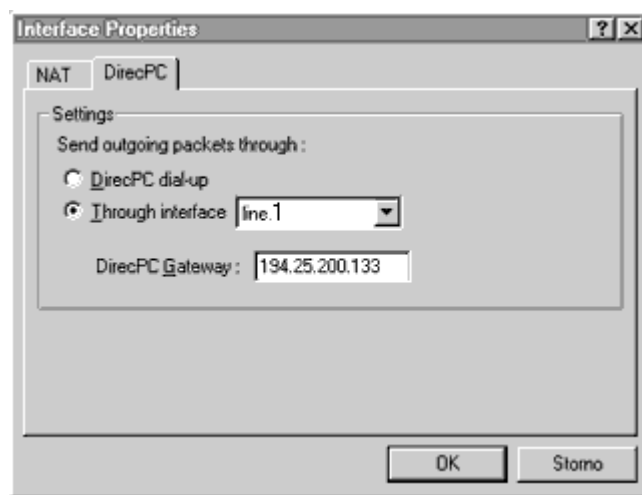 Interface Properties
NAT DirecPC
Settings
Send outgoing packets through :
DirecPC dial-up
Through interface line.1
DirecPC Gateway : 194.25.200.133
OK Storno